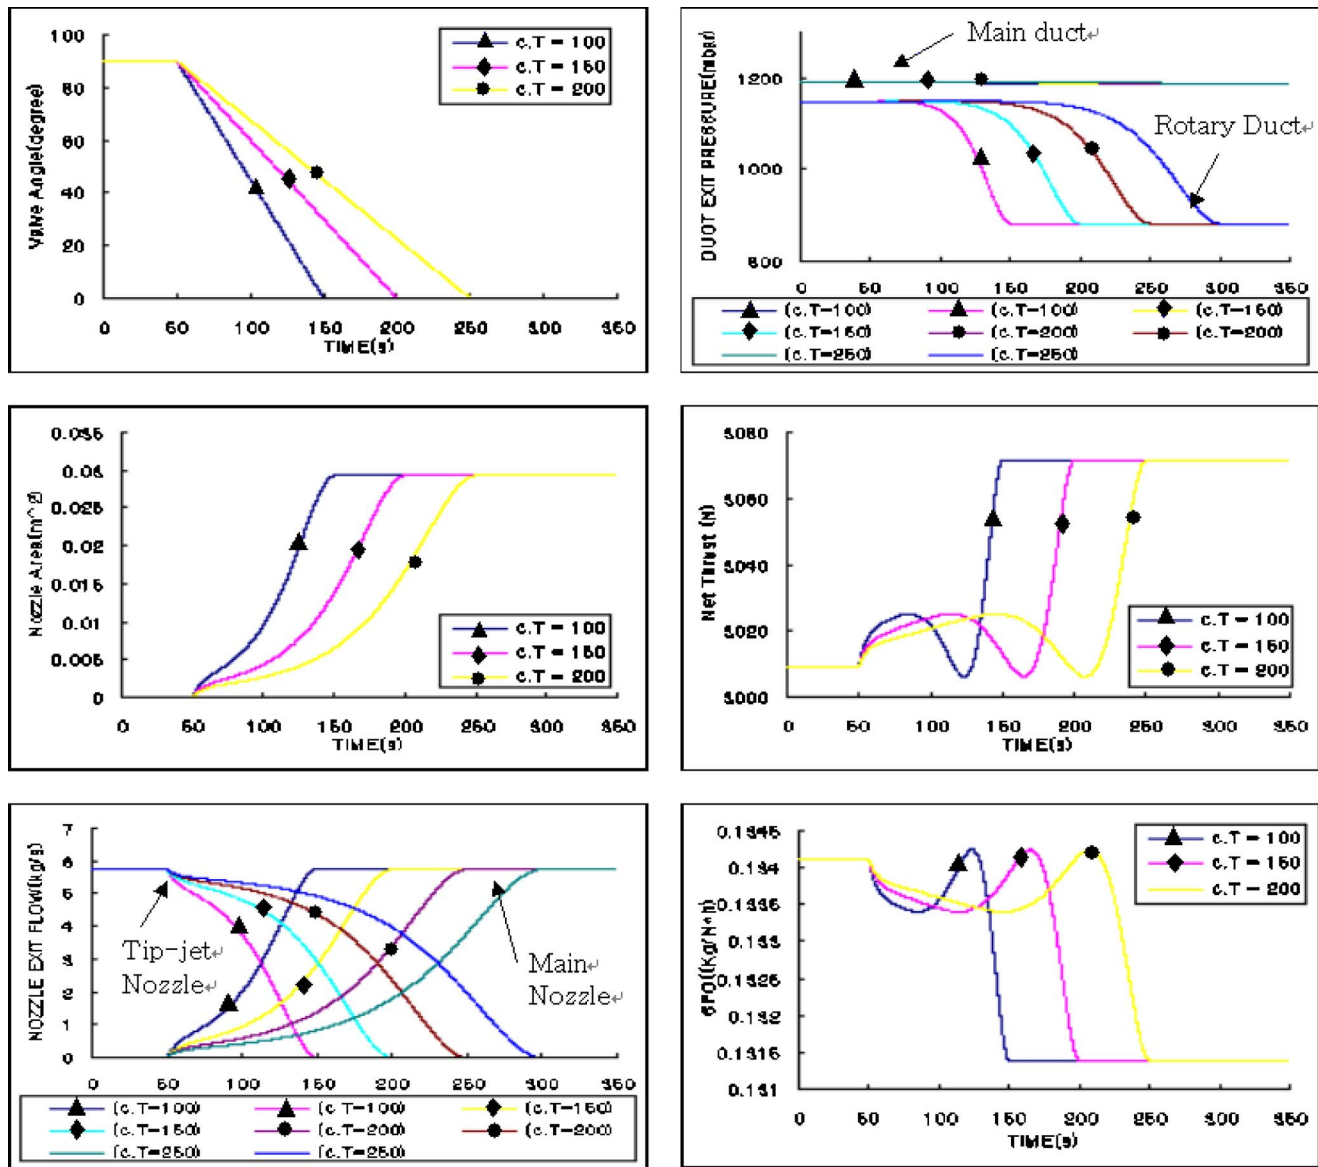 100
80
60
40
20
0
Valve Angle(degree)
c.T = 100
c.T = 150
c.T = 200
0 50 100 150 200 250 300 350
TIME(s)
1200
1000
800
DUCT EXIT PRESSURE(mbar)
Main duct
Rotary Duct
0 50 100 150 200 250 300 350
(c.T=100) (c.T=100) (c.T=150)
(c.T=150) (c.T=200) (c.T=200)
(c.T=250) (c.T=250)
0.035
0.03
0.025
0.02
0.015
0.01
0.005
0
Nozzle Area(m^2)
c.T = 100
c.T = 150
c.T = 200
0 50 100 150 200 250 300 350
TIME(s)
5080
5060
5040
5020
5000
Net Thrust (N)
c.T = 100
c.T = 150
c.T = 200
0 50 100 150 200 250 300 350
TIME(s)
7
6
5
4
3
2
1
0
NOZZLE EXIT FLOW(kg/s)
Tip-jet
Nozzle
Main
Nozzle
0 50 100 150 200 250 300 350
(c.T=100) (c.T=100) (c.T=150)
(c.T=150) (c.T=200) (c.T=200)
(c.T=250) (c.T=250)
0.1345
0.134
0.1335
0.133
0.1325
0.132
0.1315
0.131
c.T = 100
c.T = 150
c.T = 200
0 50 100 150 200 250 300 350
TIME(s)